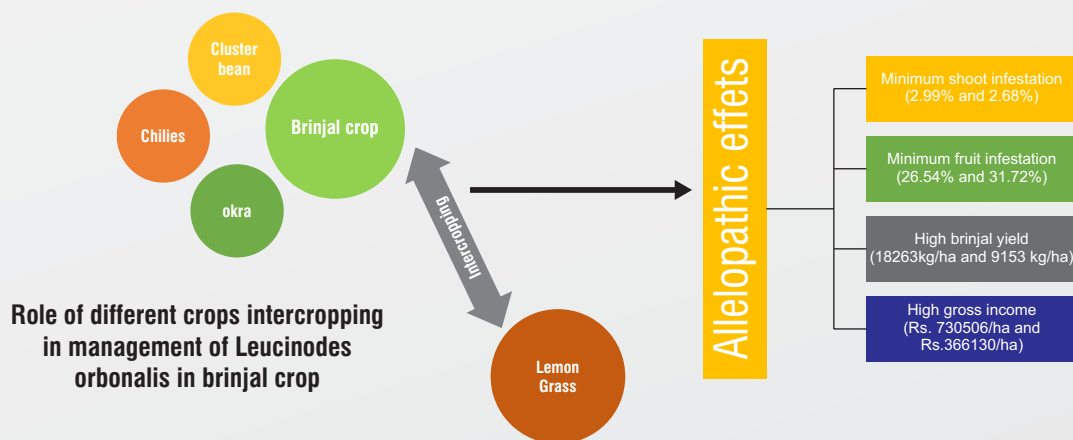 Cluster
bean
Chilies
Brinjal crop
okra
Intercropping
Role of different crops intercropping
in management of Leucinodes
orbonalis in brinjal crop
Lemon
Grass
Allelopathic effets
Minimum shoot infestation
(2.99% and 2.68%)
Minimum fruit infestation
(26.54% and 31.72%)
High brinjal yield
(18263kg/ha and 9153 kg/ha)
High gross income
(Rs. 730506/ha and
Rs.366130/ha)